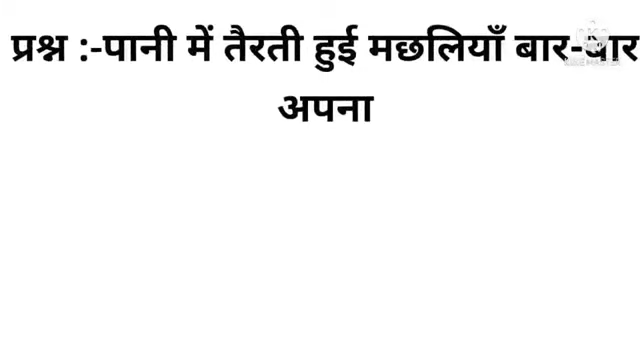 प्रश्न :-पानी में तैरती हुई मछलियाँ बार-बार
अपना